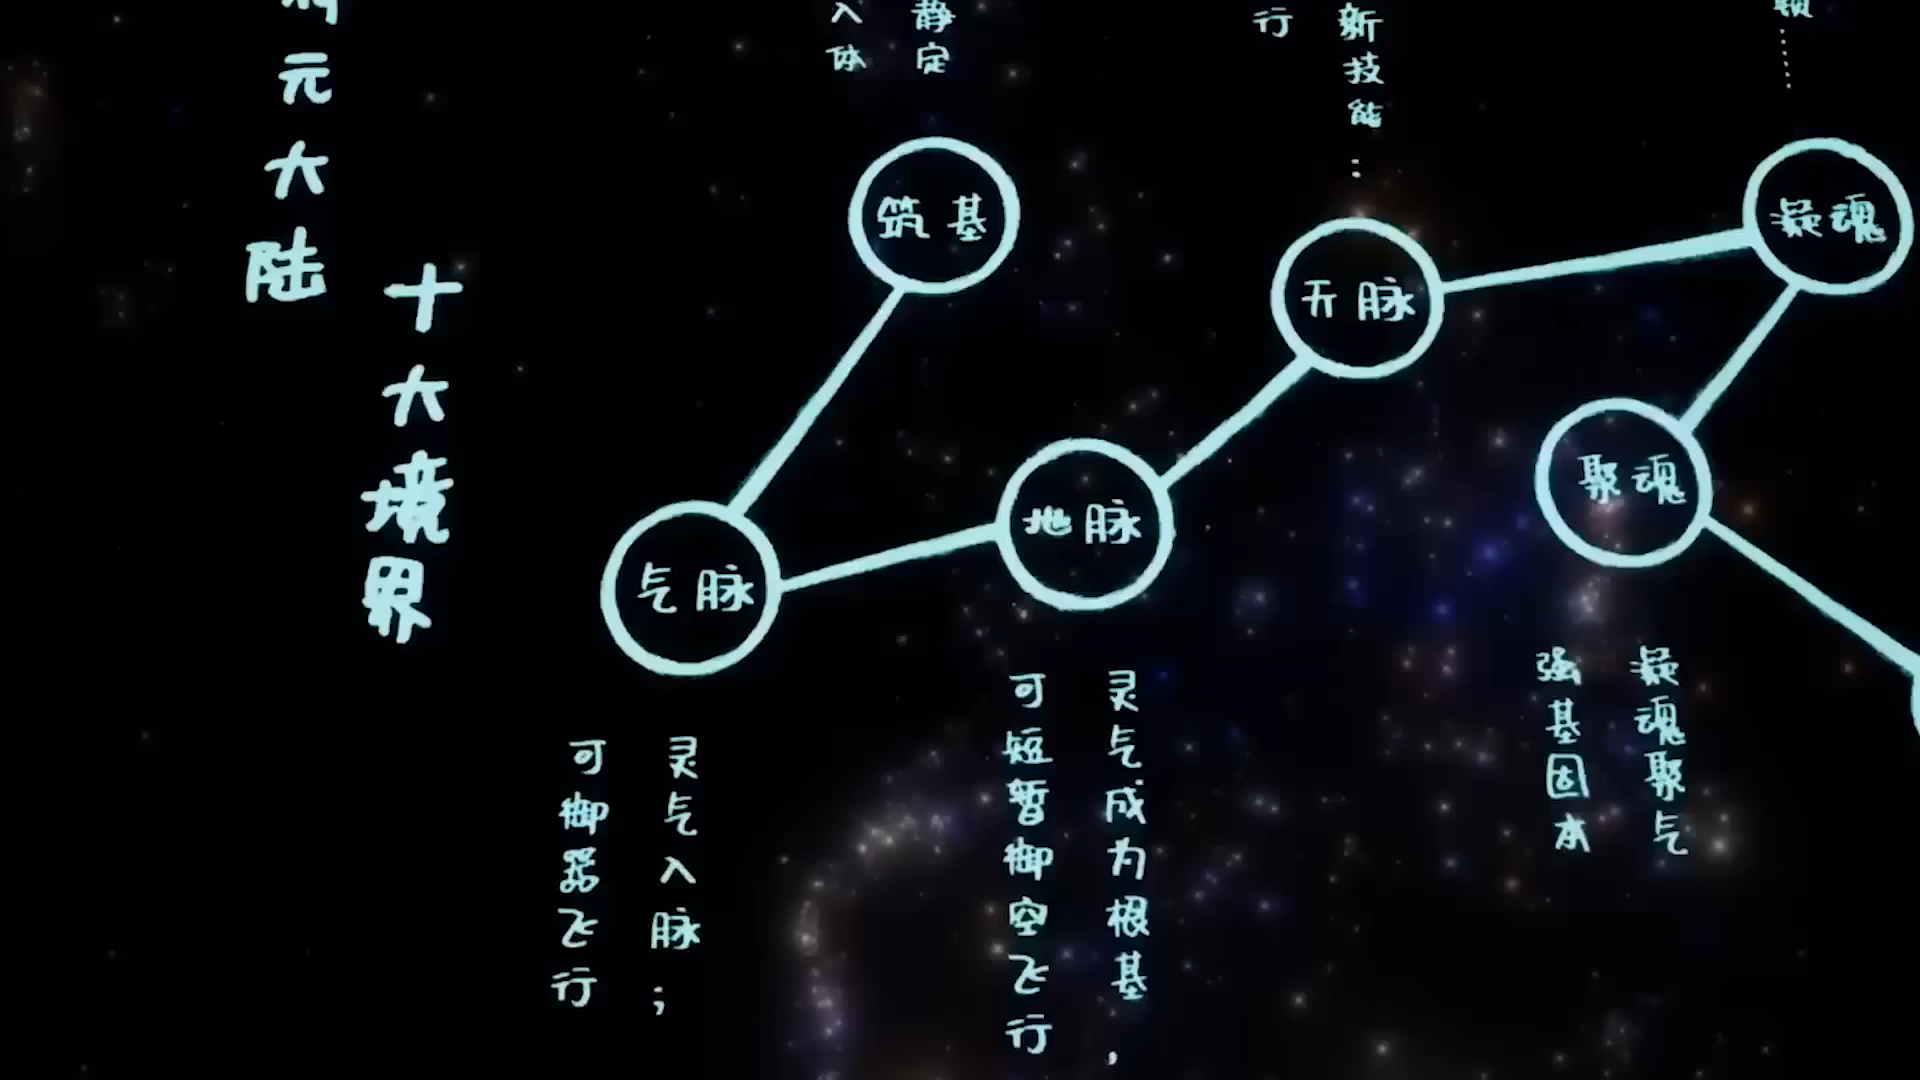 元大陆
十大境界
静定
入体
筑基
气脉
灵气入脉；
可御器飞行
地脉
灵气成为根基，
可短暂御空飞行
新技能：
行
天脉
凝魂
聚魂
凝魂聚气
强基固本